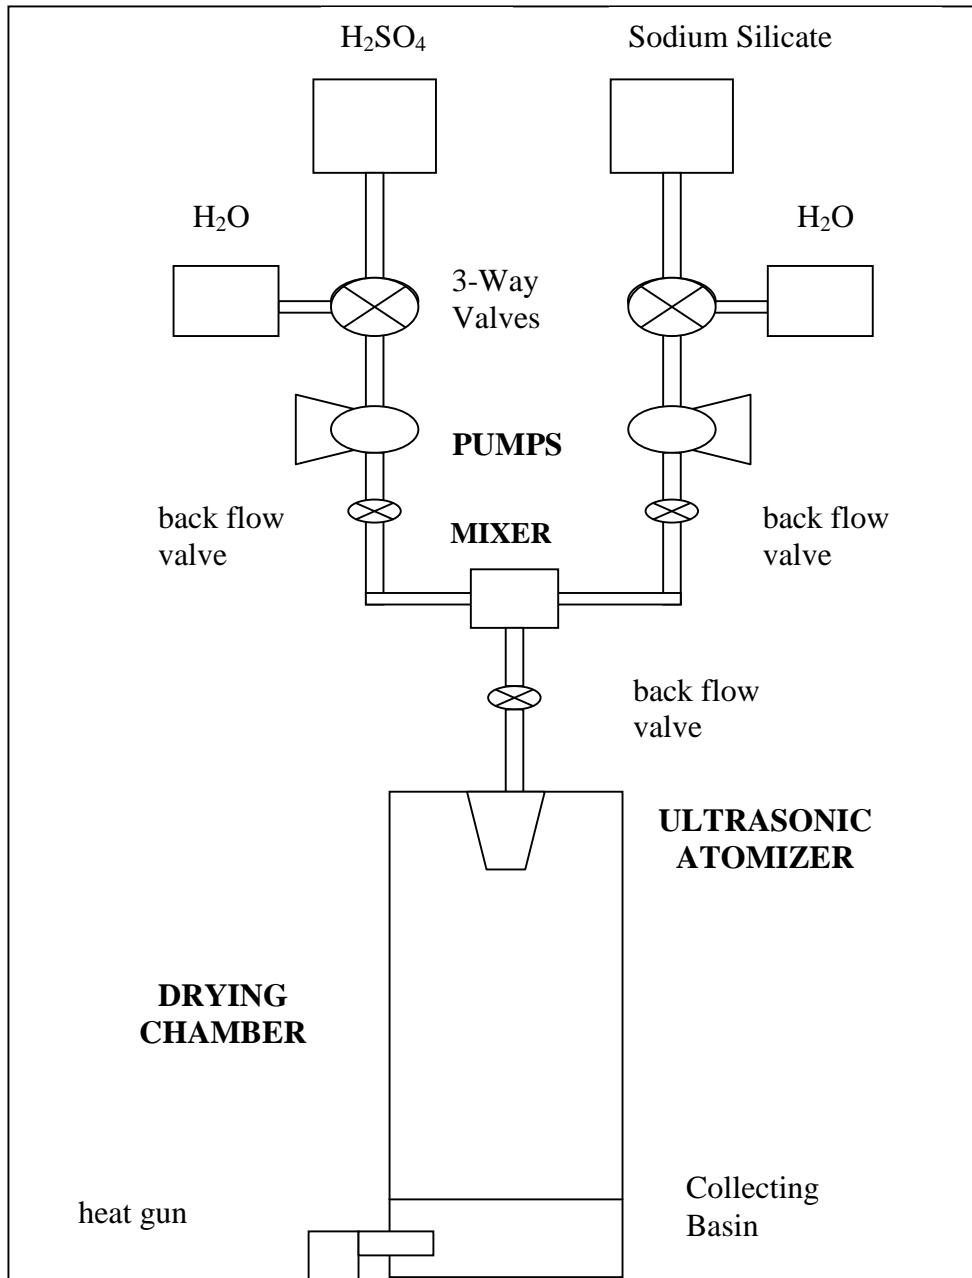 H₂SO₄
Sodium Silicate
H₂O
H₂O
3-Way
Valves
PUMPS
back flow
valve
MIXER
back flow
valve
back flow
valve
ULTRASONIC
ATOMIZER
DRYING
CHAMBER
heat gun
Collecting
Basin